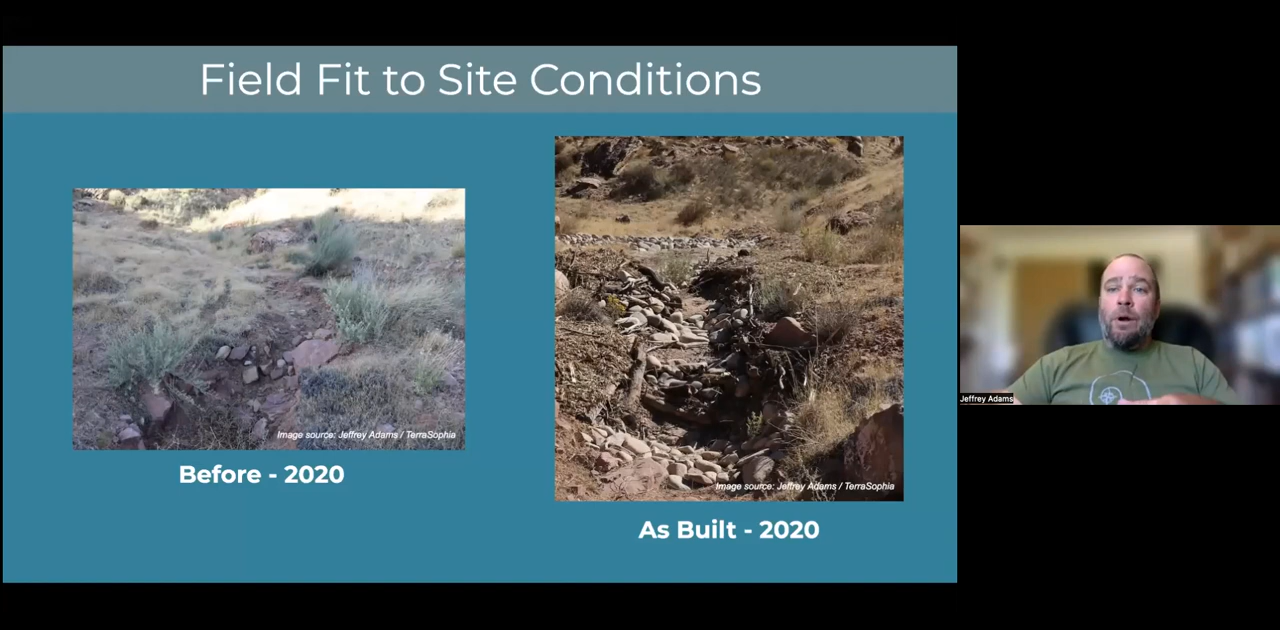 Field Fit to Site Conditions
Image source: Jeffrey Adams / TerraSophia
Before - 2020
Image source: Jeffrey Adams / TerraSophia
As Built - 2020
Jeffrey Adams